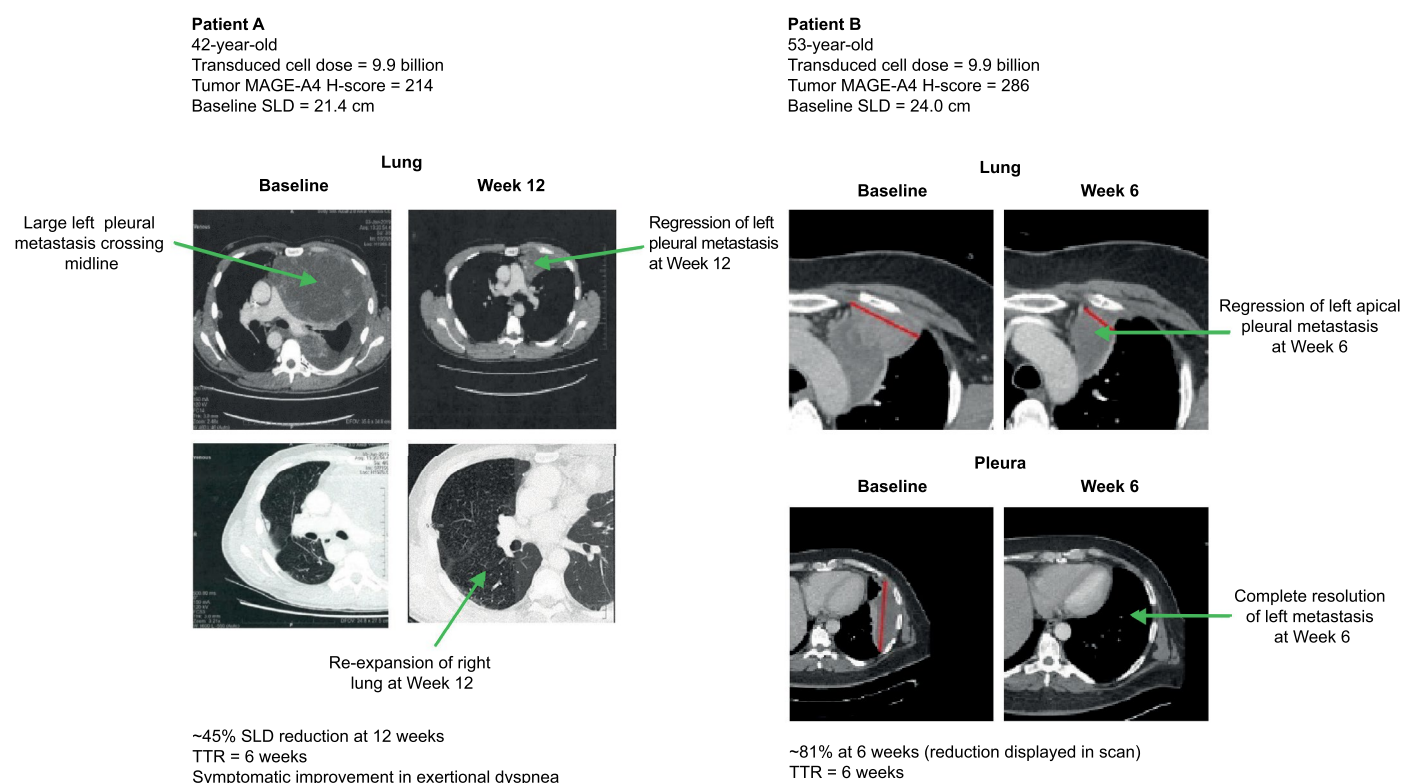 Patient A
42-year-old
Transduced cell dose = 9.9 billion
Tumor MAGE-A4 H-score = 214
Baseline SLD = 21.4 cm
Lung
Baseline
Week 12
Large left pleural
metastasis crossing
midline
Regression of left
pleural metastasis
at Week 12
Re-expansion of right
lung at Week 12
~45% SLD reduction at 12 weeks
TTR = 6 weeks
Symptomatic improvement in exertional dyspnea
Patient B
53-year-old
Transduced cell dose = 9.9 billion
Tumor MAGE-A4 H-score = 286
Baseline SLD = 24.0 cm
Lung
Baseline
Week 6
Regression of left apical
pleural metastasis
at Week 6
Pleura
Baseline
Week 6
Complete resolution
of left metastasis
at Week 6
~81% at 6 weeks (reduction displayed in scan)
TTR = 6 weeks